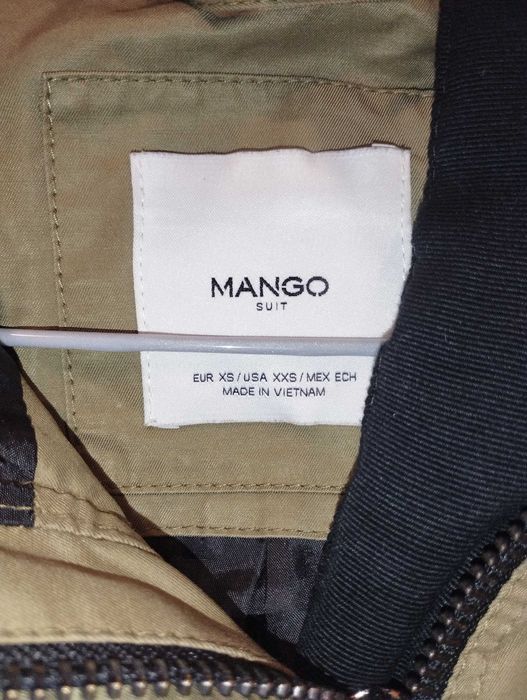 MANGO
SUIT
EUR XS / USA XXS / MEX ECH
MADE IN VIETNAM